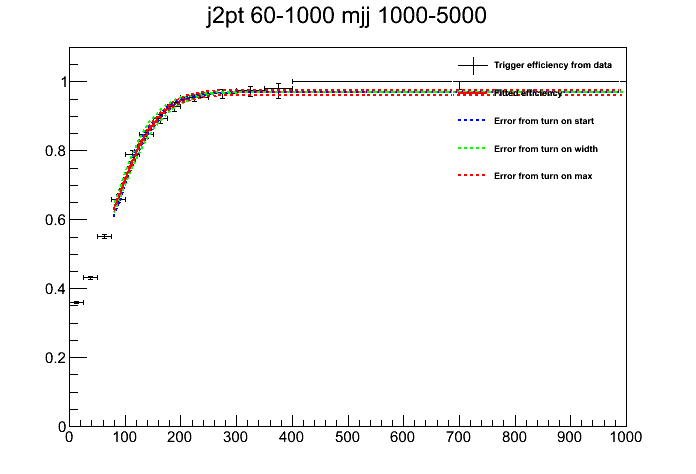 j2pt 60-1000 mjj 1000-5000
Trigger efficiency from data
Fitted efficiency
Error from turn on start
Error from turn on width
Error from turn on max
1
0.8
0.6
0.4
0.2
0
0 100 200 300 400 500 600 700 800 900 1000